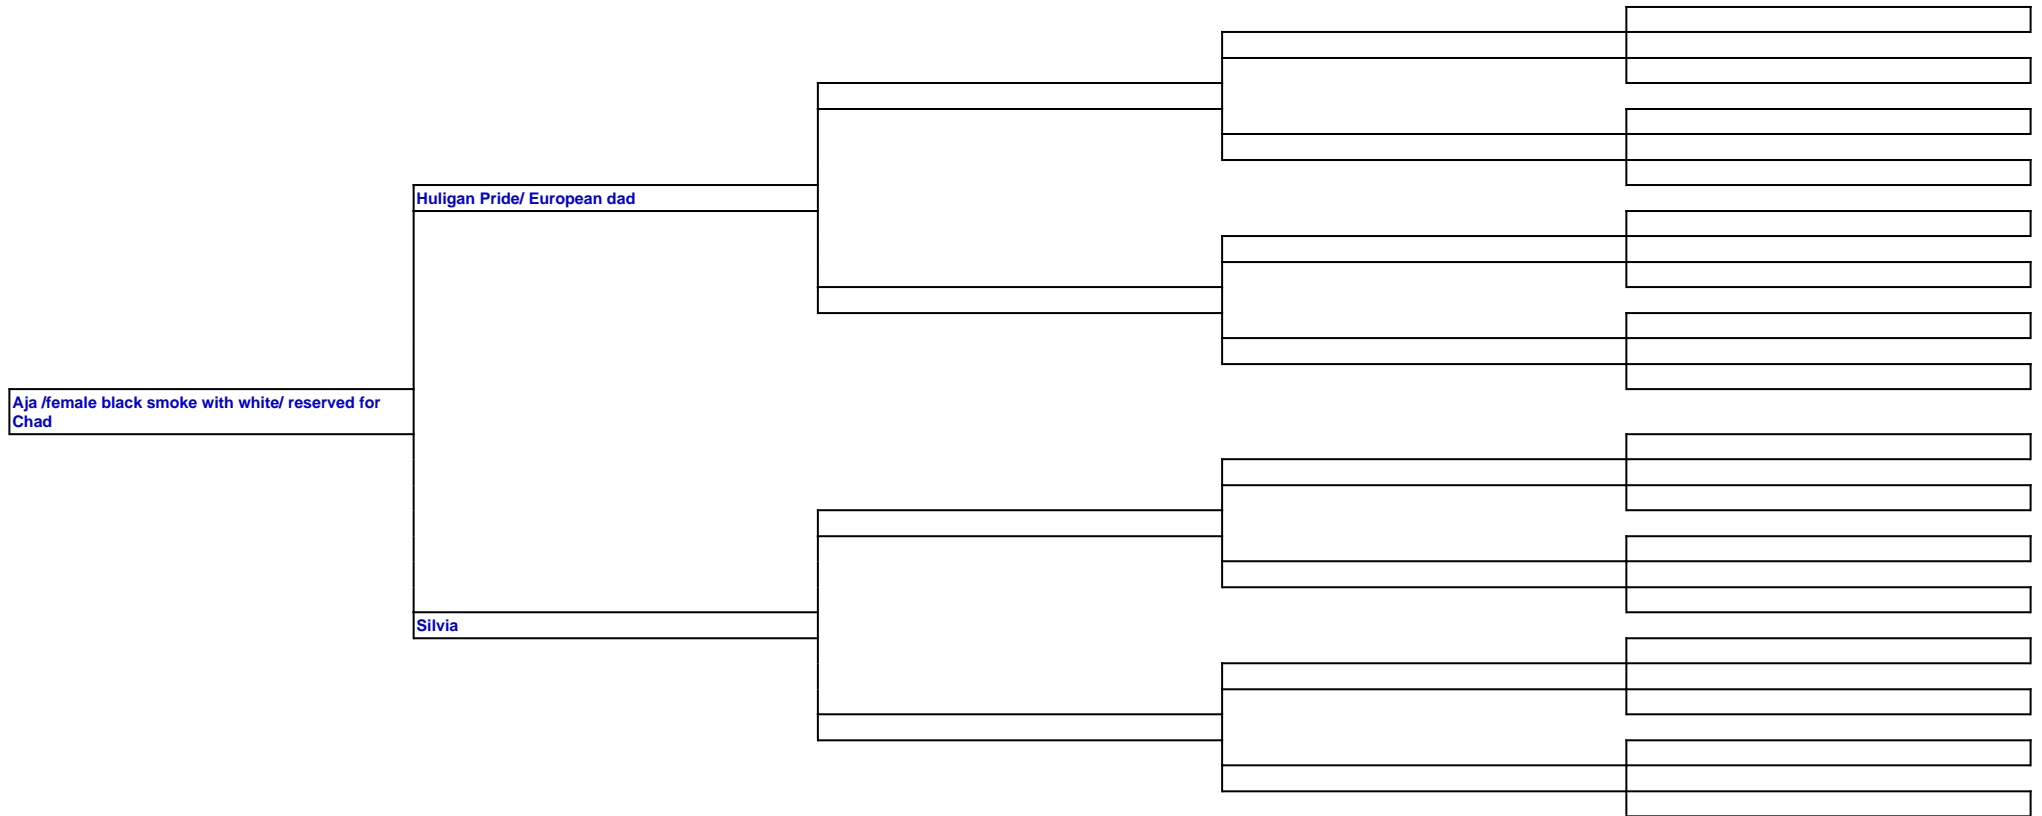 Huligan Pride/ European dad
Aja /female black smoke with white/ reserved for
Chad
Silvia